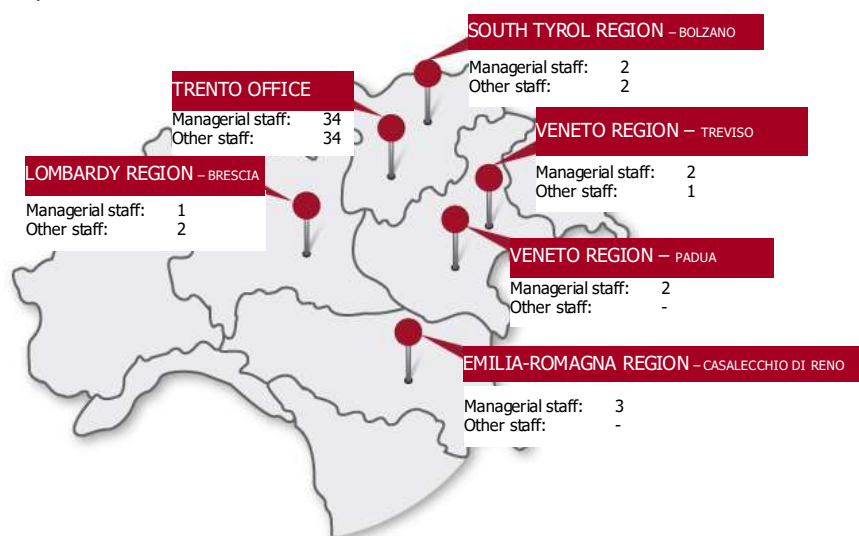 SOUTH TYROL REGION – BOLZANO
Managerial staff: 2
Other staff: 2
TRENTO OFFICE
Managerial staff: 34
Other staff: 34
VENETO REGION – TREVISO
Managerial staff: 2
Other staff: 1
LOMBARDY REGION – BRESCIA
Managerial staff: 1
Other staff: 2
VENETO REGION – PADUA
Managerial staff: 2
Other staff: -
EMILIA-ROMAGNA REGION – CASALECCHIO DI RENO
Managerial staff: 3
Other staff: -